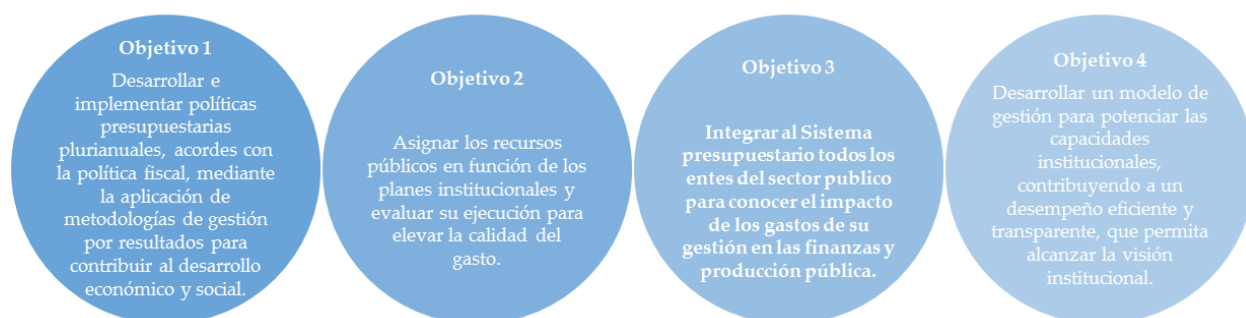 Objetivo 1
Desarrollar e
implementar políticas
presupuestarias
plurianuales, acordes con
la política fiscal, mediante
la aplicación de
metodologías de gestión
por resultados para
contribuir al desarrollo
económico y social.
Objetivo 2
Asignar los recursos
públicos en función de los
planes institucionales y
evaluar su ejecución para
elevar la calidad del
gasto.
Objetivo 3
Integrar al Sistema
presupuestario todos los
entes del sector publico
para conocer el impacto
de los gastos de su
gestión en las finanzas y
producción pública.
Objetivo 4
Desarrollar un modelo de
gestión para potenciar las
capacidades
institucionales,
contribuyendo a un
desempeño eficiente y
transparente, que permita
alcanzar la visión
institucional.